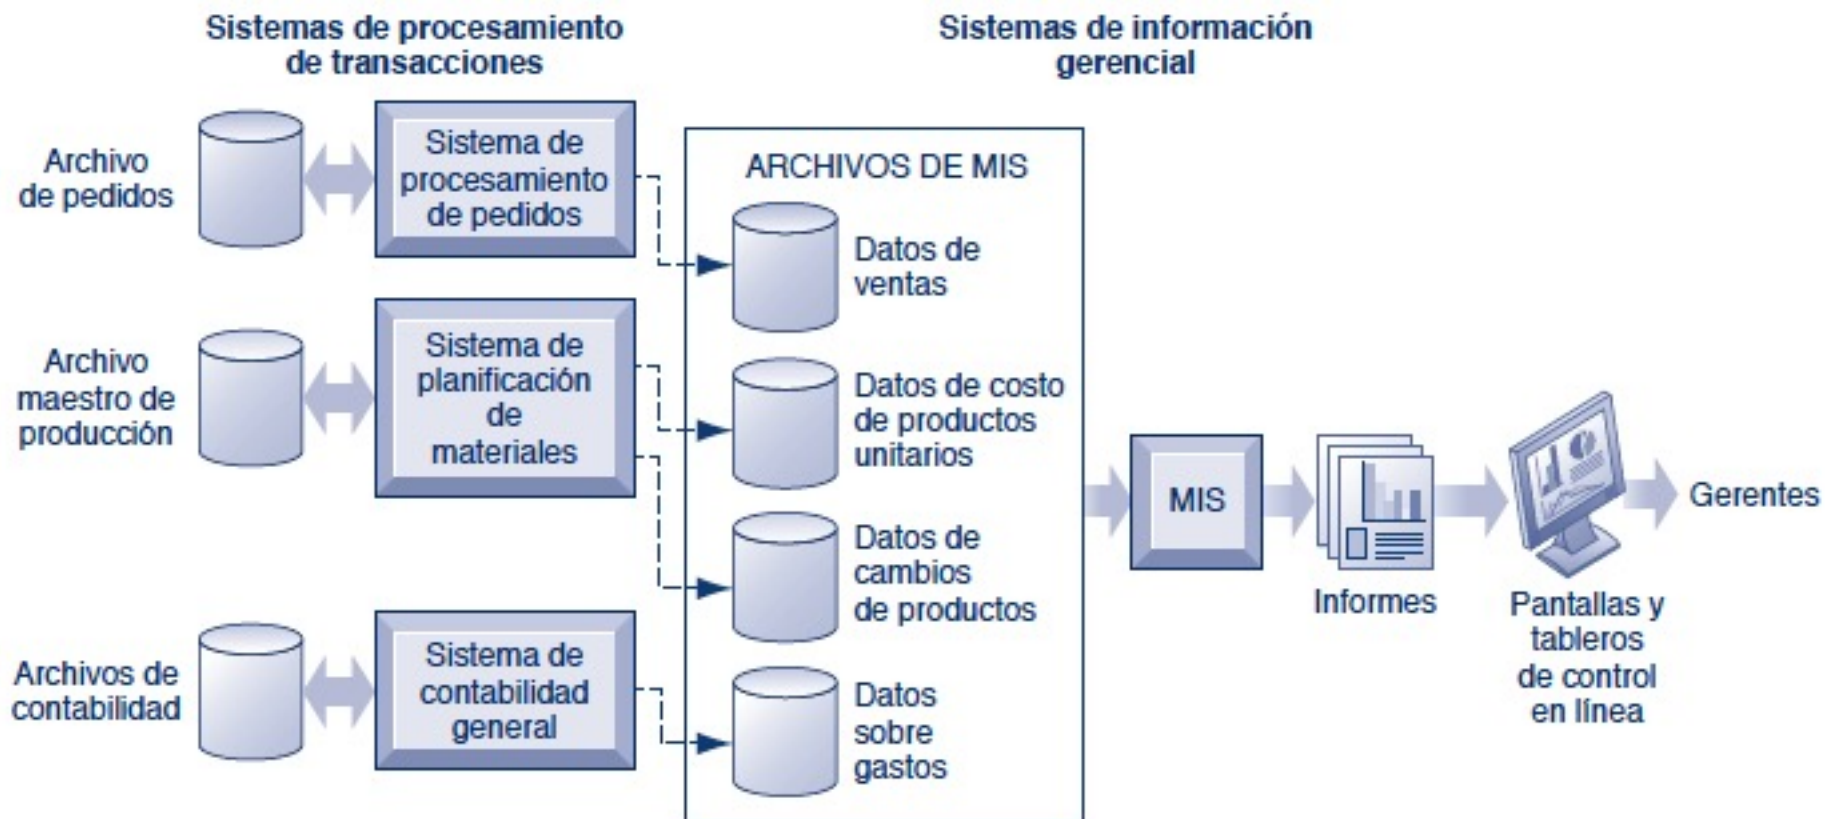 Sistemas de procesamiento
de transacciones
Sistemas de información
gerencial
Archivo
de pedidos
Sistema de
procesamiento
de pedidos
Archivo
maestro de
producción
Sistema de
planificación
de
materiales
Archivos de
contabilidad
Sistema de
contabilidad
general
ARCHIVOS DE MIS
Datos de
ventas
Datos de costo
de productos
unitarios
Datos de
cambios
de productos
Datos
sobre
gastos
MIS
Informes
Pantallas y
tableros
de control
en línea
Gerentes